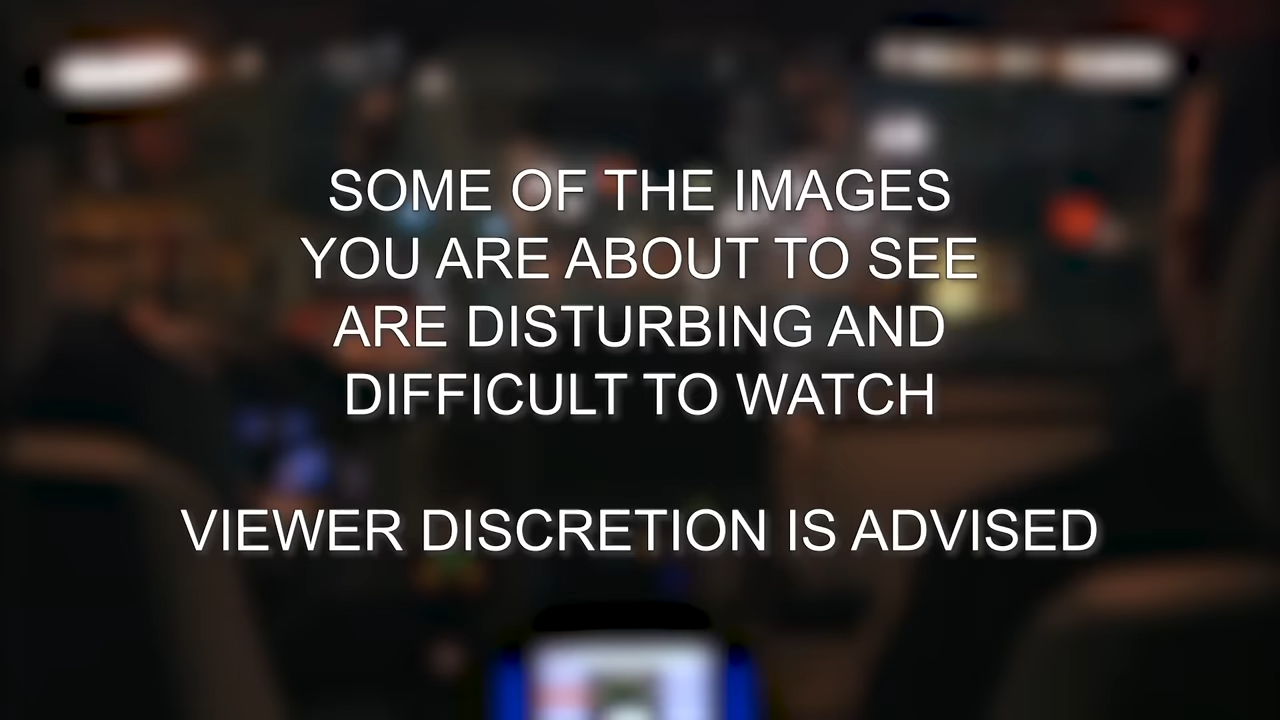 SOME OF THE IMAGES
YOU ARE ABOUT TO SEE
ARE DISTURBING AND
DIFFICULT TO WATCH
VIEWER DISCRETION IS ADVISED